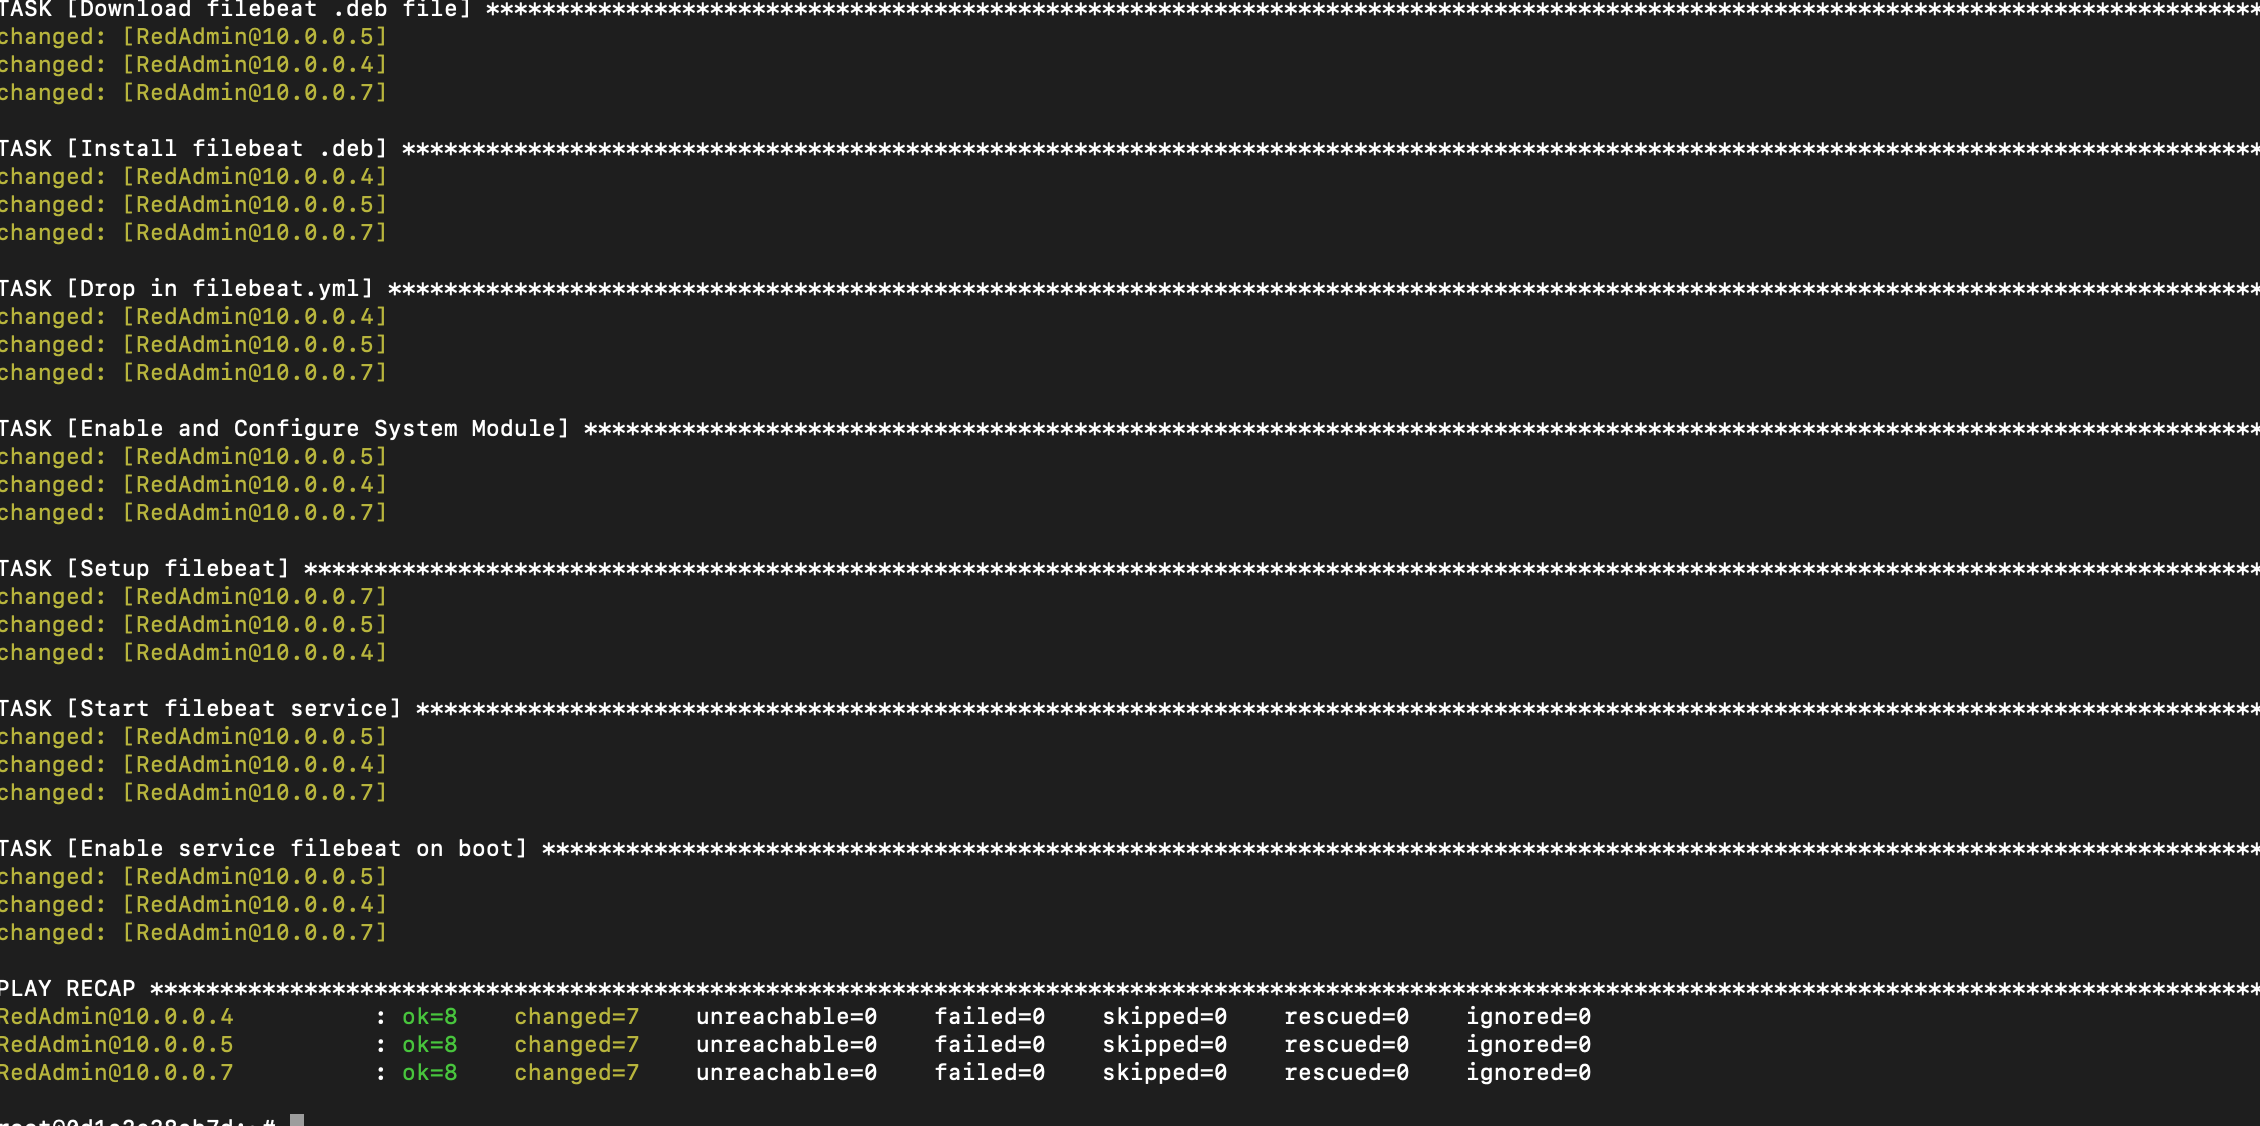 TASK [Download filebeat .deb file] ******************************************************************************************************************************
changed: [RedAdmin@10.0.0.5]
changed: [RedAdmin@10.0.0.4]
changed: [RedAdmin@10.0.0.7]
TASK [Install filebeat .deb] ************************************************************************************************************************************
changed: [RedAdmin@10.0.0.4]
changed: [RedAdmin@10.0.0.5]
changed: [RedAdmin@10.0.0.7]
TASK [Drop in filebeat.yml] *************************************************************************************************************************************
changed: [RedAdmin@10.0.0.4]
changed: [RedAdmin@10.0.0.5]
changed: [RedAdmin@10.0.0.7]
TASK [Enable and Configure System Module] ***********************************************************************************************************************
changed: [RedAdmin@10.0.0.5]
changed: [RedAdmin@10.0.0.4]
changed: [RedAdmin@10.0.0.7]
TASK [Setup filebeat] *******************************************************************************************************************************************
changed: [RedAdmin@10.0.0.7]
changed: [RedAdmin@10.0.0.5]
changed: [RedAdmin@10.0.0.4]
TASK [Start filebeat service] ***********************************************************************************************************************************
changed: [RedAdmin@10.0.0.5]
changed: [RedAdmin@10.0.0.4]
changed: [RedAdmin@10.0.0.7]
TASK [Enable service filebeat on boot] **************************************************************************************************************************
changed: [RedAdmin@10.0.0.5]
changed: [RedAdmin@10.0.0.4]
changed: [RedAdmin@10.0.0.7]
PLAY RECAP ******************************************************************************************************************************************************
RedAdmin@10.0.0.4 : ok=8 changed=7 unreachable=0 failed=0 skipped=0 rescued=0 ignored=0
RedAdmin@10.0.0.5 : ok=8 changed=7 unreachable=0 failed=0 skipped=0 rescued=0 ignored=0
RedAdmin@10.0.0.7 : ok=8 changed=7 unreachable=0 failed=0 skipped=0 rescued=0 ignored=0